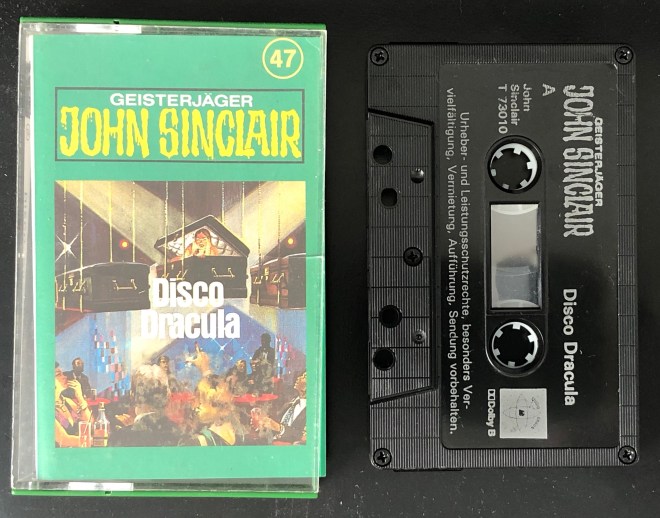 47
GEISTERJÄGER
JOHN SINCLAIR
Disco
Dracula
GEISTERJÄGER
JOHN SINCLAIR
A
Disco Dracula
John
Sinclair
T 73010
Urheber- und Leistungsschutzrechte, besonders Ver-
vielfältigung, Vermietung, Aufführung, Sendung vorbehalten.
Dolby B